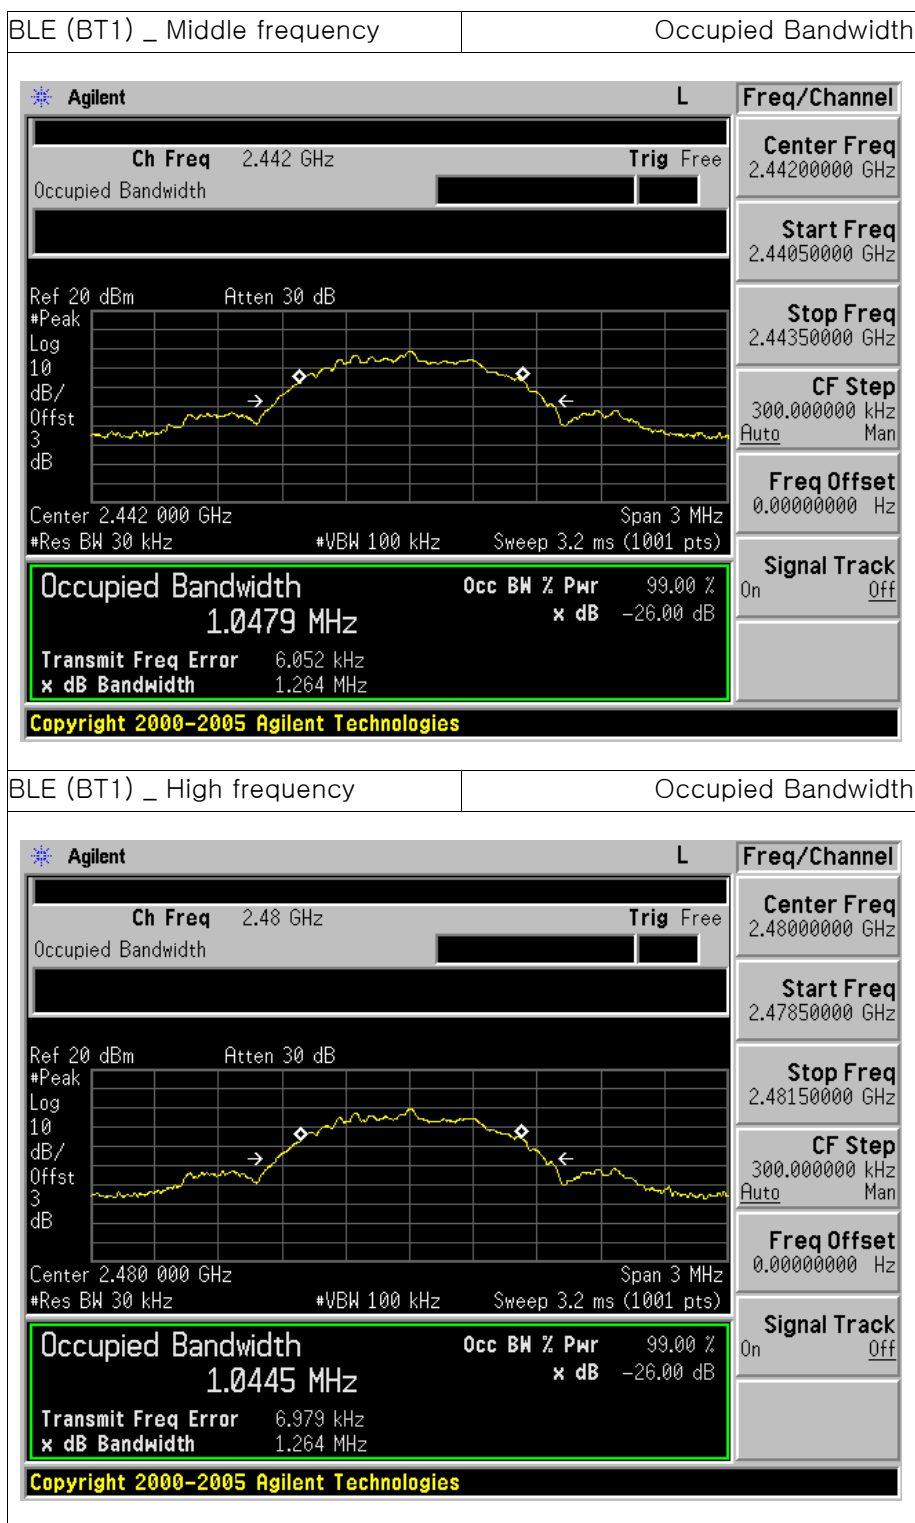 BLE (BT1) _ Middle frequency Occupied Bandwidth
Agilent L Freq/Channel
Ch Freq 2.442 GHz Trig Free
Occupied Bandwidth
Center Freq
2.44200000 GHz
Start Freq
2.44050000 GHz
Stop Freq
2.44350000 GHz
CF Step
300.000000 kHz
Auto Man
Freq Offset
0.00000000 Hz
Signal Track
On Off
Ref 20 dBm Atten 30 dB
#Peak
Log
10
dB/
Offst
3
dB
Center 2.442 000 GHz Span 3 MHz
#Res BW 30 kHz #VBW 100 kHz Sweep 3.2 ms (1001 pts)
Occupied Bandwidth Occ BW % Pwr 99.00 %
1.0479 MHz x dB -26.00 dB
Transmit Freq Error 6.052 kHz
x dB Bandwidth 1.264 MHz
Copyright 2000-2005 Agilent Technologies
BLE (BT1) _ High frequency Occupied Bandwidth
Agilent L Freq/Channel
Ch Freq 2.48 GHz Trig Free
Occupied Bandwidth
Center Freq
2.48000000 GHz
Start Freq
2.47850000 GHz
Stop Freq
2.48150000 GHz
CF Step
300.000000 kHz
Auto Man
Freq Offset
0.00000000 Hz
Signal Track
On Off
Ref 20 dBm Atten 30 dB
#Peak
Log
10
dB/
Offst
3
dB
Center 2.480 000 GHz Span 3 MHz
#Res BW 30 kHz #VBW 100 kHz Sweep 3.2 ms (1001 pts)
Occupied Bandwidth Occ BW % Pwr 99.00 %
1.0445 MHz x dB -26.00 dB
Transmit Freq Error 6.979 kHz
x dB Bandwidth 1.264 MHz
Copyright 2000-2005 Agilent Technologies